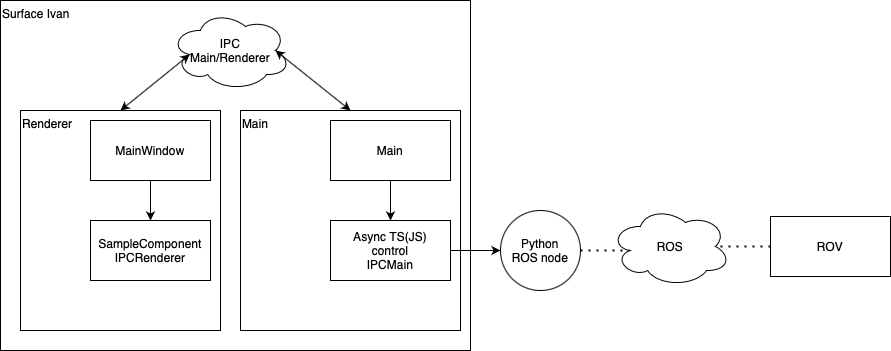 Surface Ivan
IPC
Main/Renderer
Renderer
MainWindow
SampleComponent
IPCRenderer
Main
Main
Async TS(JS)
control
IPCMain
Python
ROS node
ROS
ROV